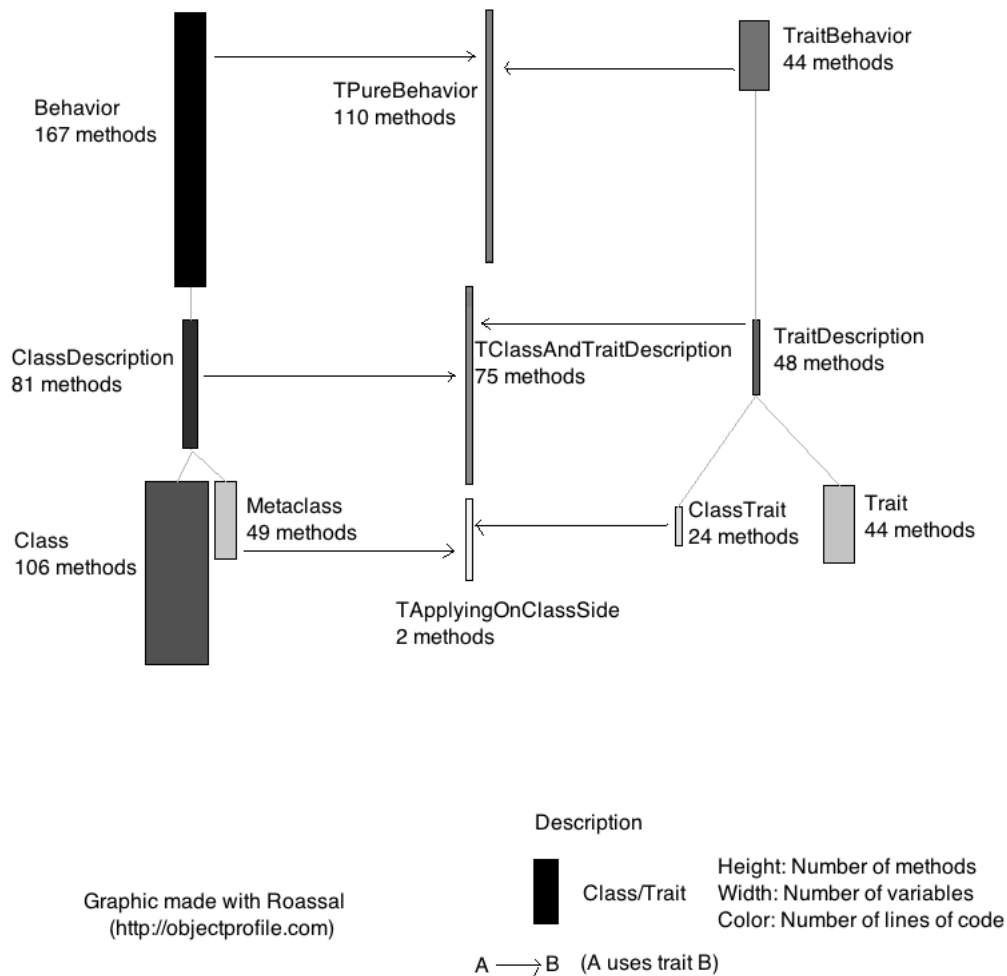 TraitBehavior
44 methods
TPureBehavior
110 methods
Behavior
167 methods
ClassDescription
81 methods
TClassAndTraitDescription
75 methods
TraitDescription
48 methods
Metaclass
49 methods
Class
106 methods
ClassTrait
24 methods
Trait
44 methods
TApplyingOnClassSide
2 methods
Description
Class/Trait
Height: Number of methods
Width: Number of variables
Color: Number of lines of code
Graphic made with Roassal
(http://objectprofile.com)
A B (A uses trait B)